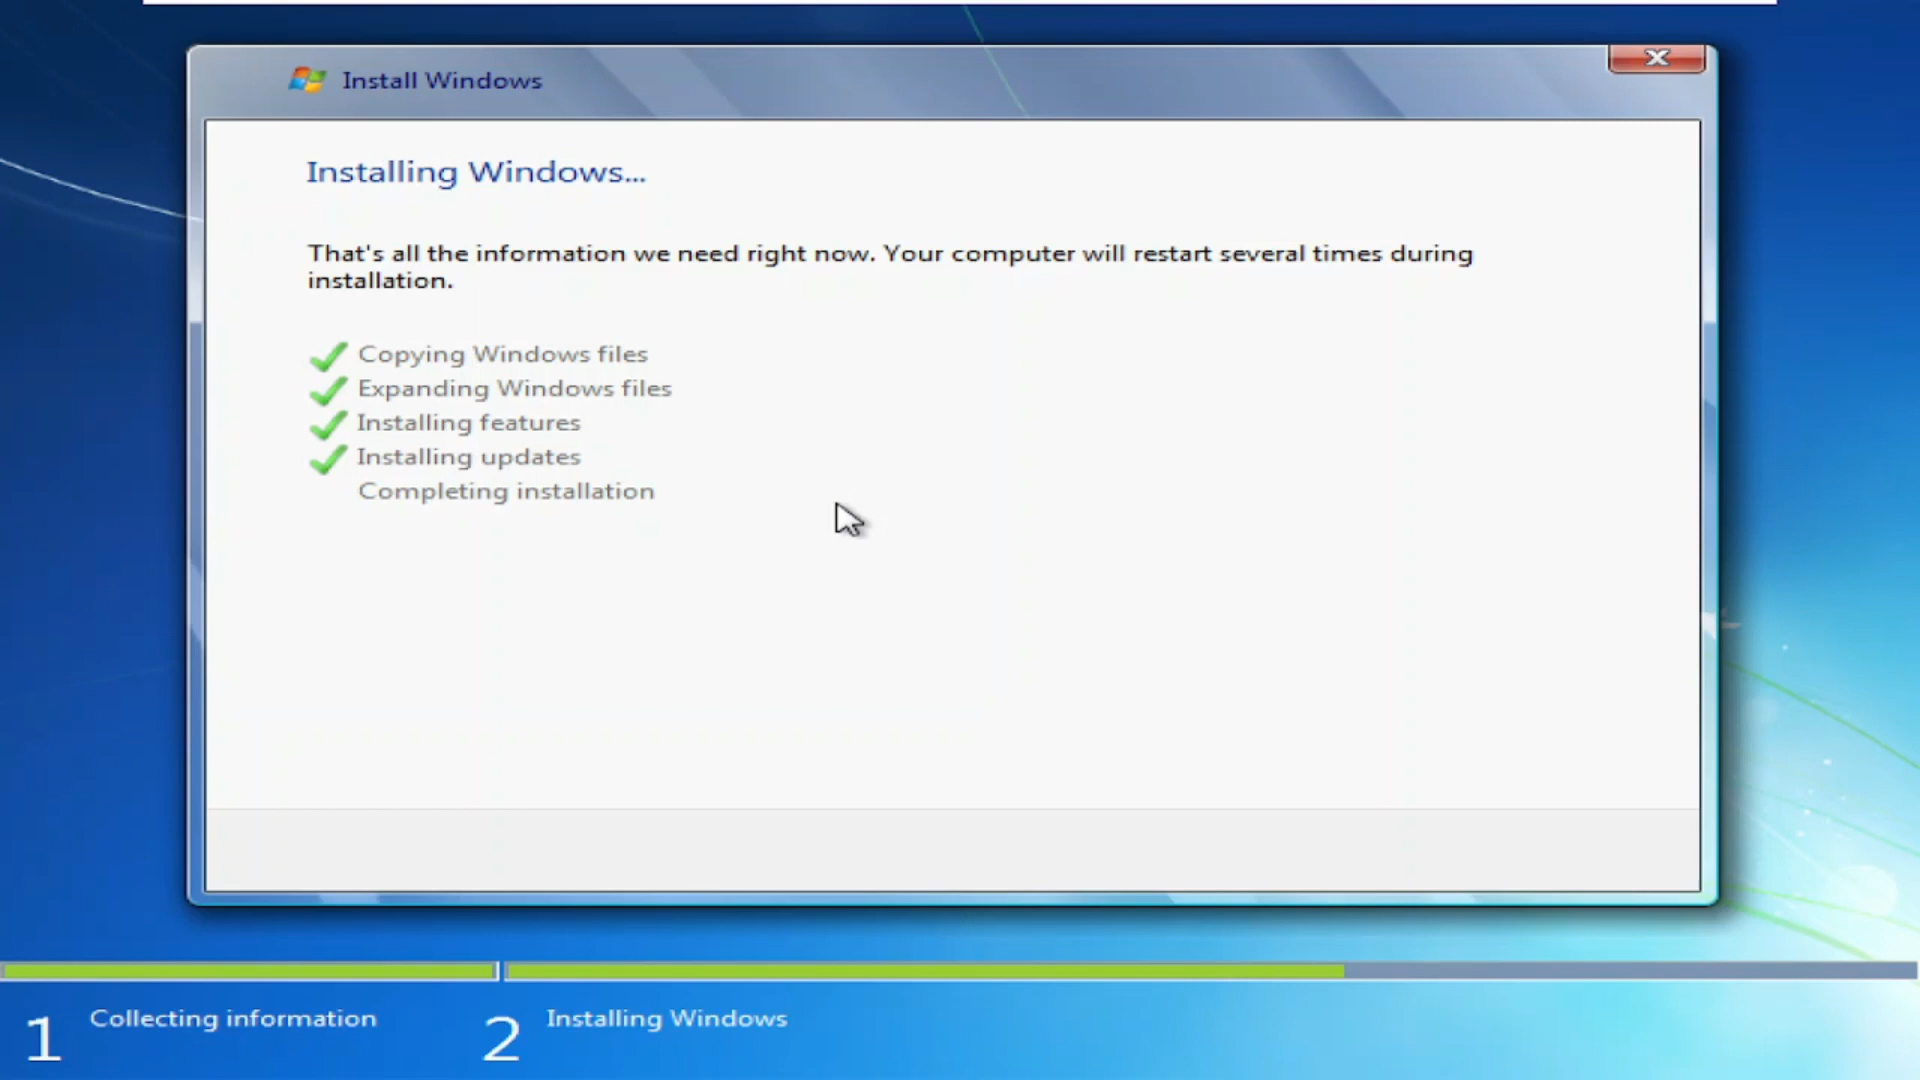 Install Windows
Installing Windows...
That's all the information we need right now. Your computer will restart several times during
installation.
Copying Windows files
Expanding Windows files
Installing features
Installing updates
Completing installation
1 Collecting information
2 Installing Windows